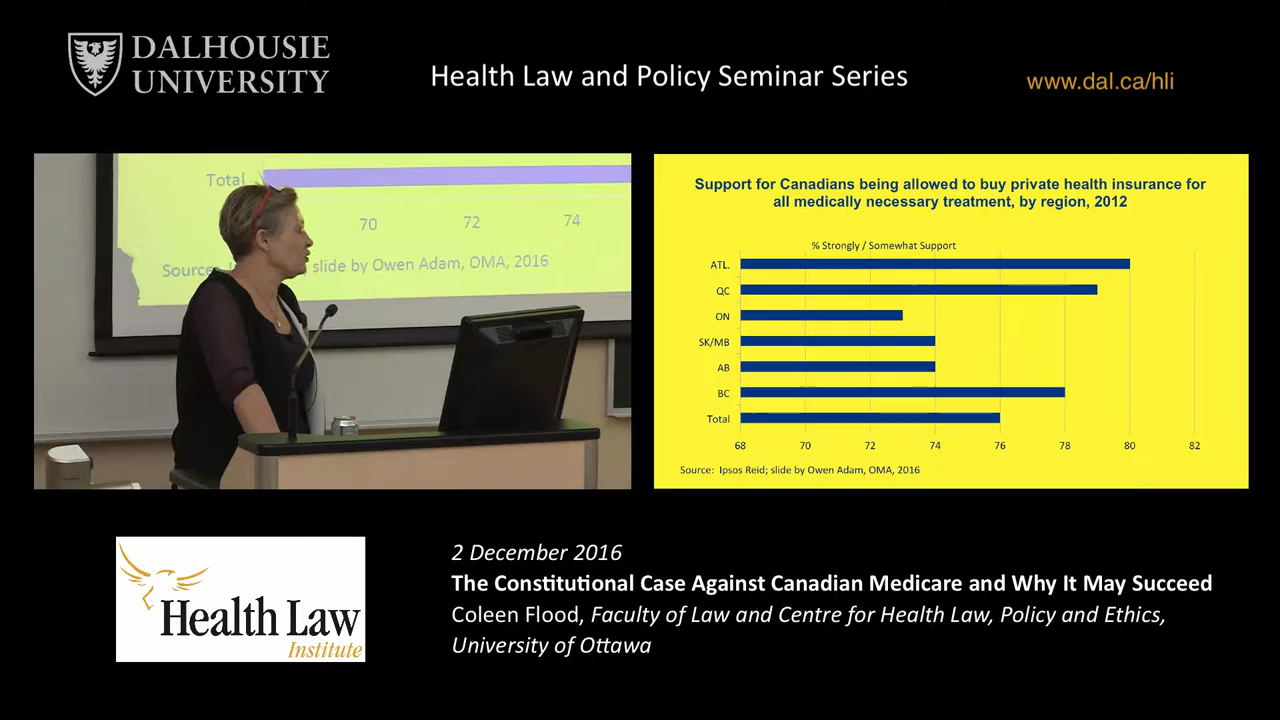 DALHOUSIE
UNIVERSITY
Health Law and Policy Seminar Series
www.dal.ca/hli
Total
70 72 74
Source: slide by Owen Adam, OMA, 2016
Support for Canadians being allowed to buy private health insurance for
all medically necessary treatment, by region, 2012
% Strongly / Somewhat Support
ATL.
QC
ON
SK/MB
AB
BC
Total
68 70 72 74 76 78 80 82
Source: Ipsos Reid; slide by Owen Adam, OMA, 2016
Health Law
Institute
2 December 2016
The Constitutional Case Against Canadian Medicare and Why It May Succeed
Coleen Flood, Faculty of Law and Centre for Health Law, Policy and Ethics,
University of Ottawa